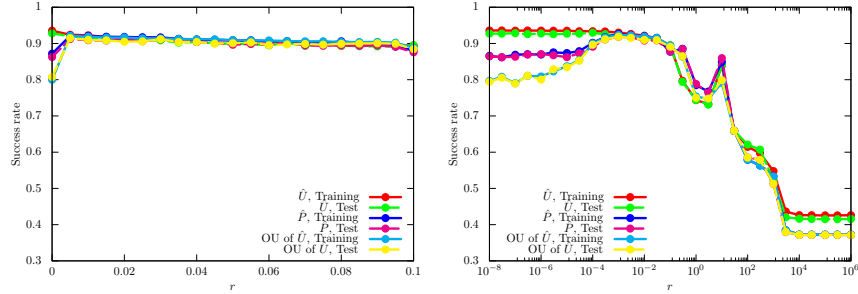 1
0.9
0.8
0.7
0.6
0.5
0.4
0.3
Success rate
0
0.02
0.04
0.06
0.08
0.1
r
Û, Training
Û, Test
P̂, Training
P̂, Test
OU of Û, Training
OU of Û, Test
1
0.9
0.8
0.7
0.6
0.5
0.4
0.3
Success rate
10⁻⁸
10⁻⁶
10⁻⁴
10⁻²
10⁰
10²
10⁴
10⁶
r
Û, Training
Û, Test
P̂, Training
P̂, Test
OU of Û, Training
OU of Û, Test